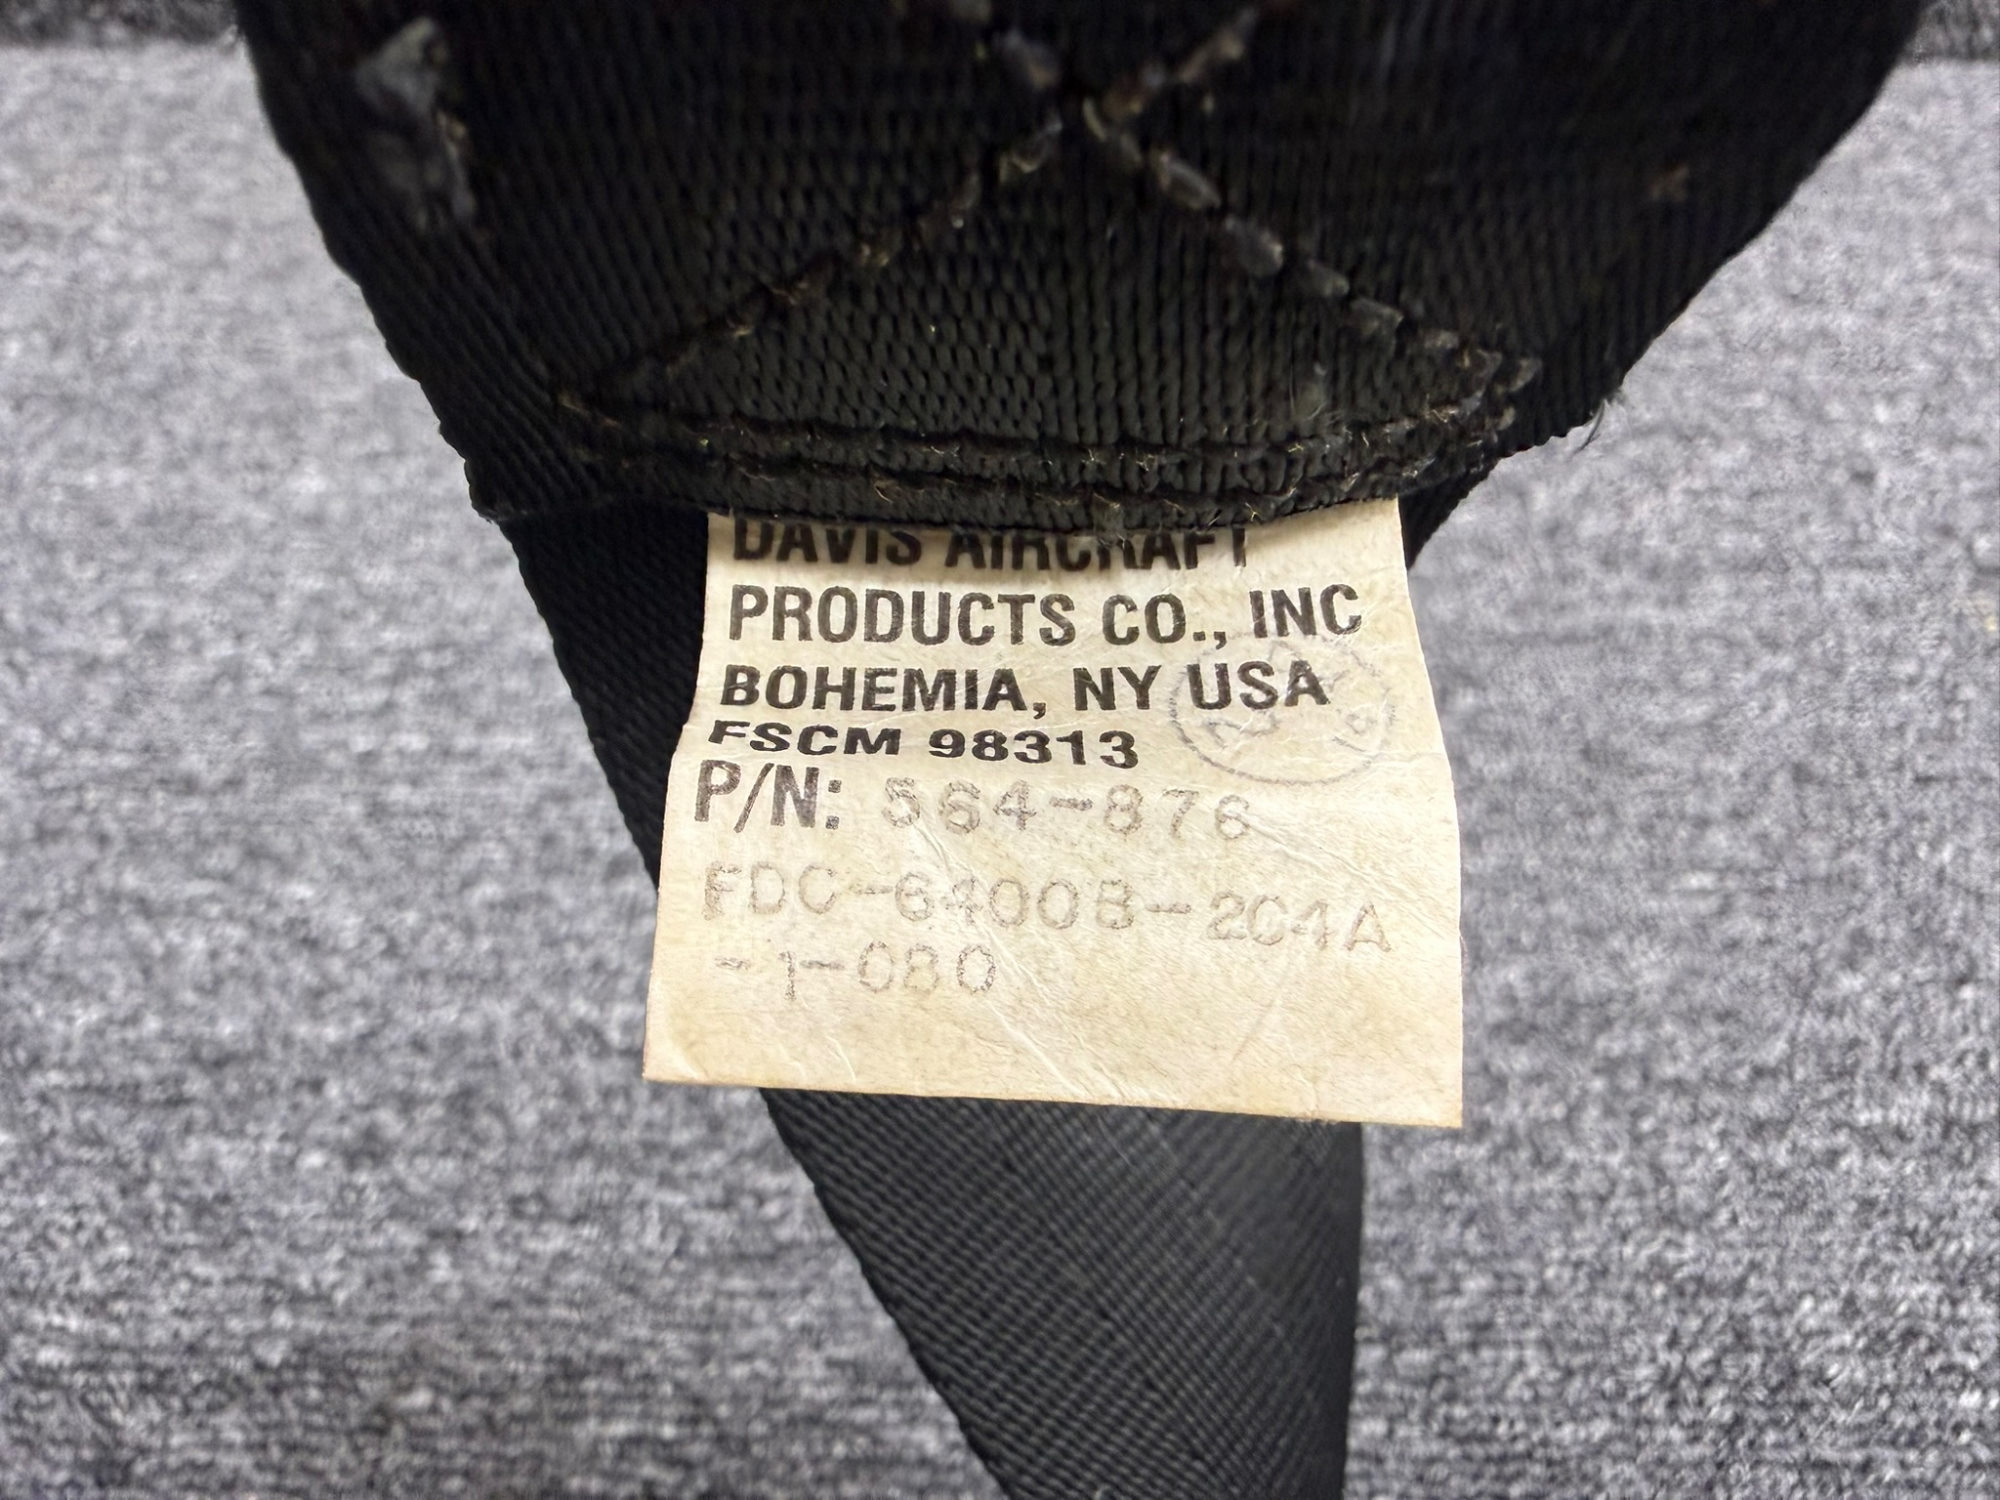 DAVIS AIRCRAFT
PRODUCTS CO., INC
BOHEMIA, NY USA
FSCM 98313
P/N: 564-876
FDC-6400B-204A
-1-080